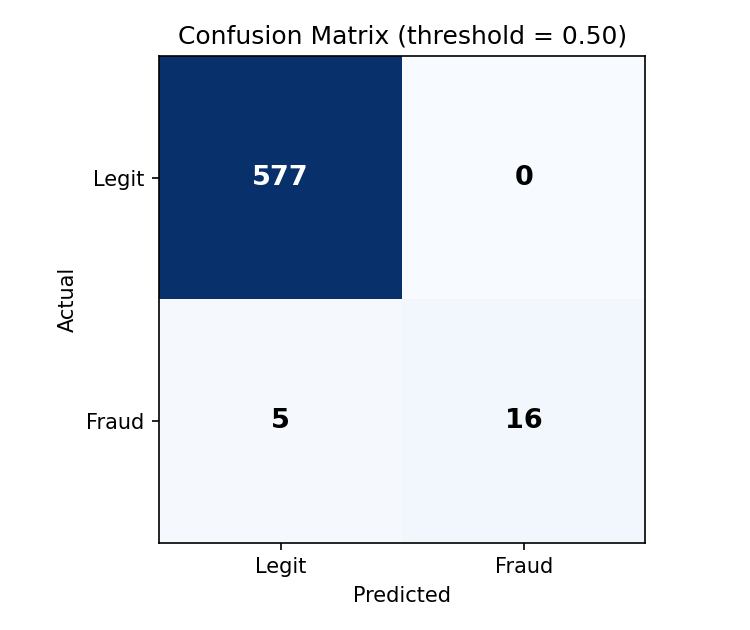 Confusion Matrix (threshold = 0.50)
Legit
577
0
Actual
Fraud
5
16
Legit
Fraud
Predicted